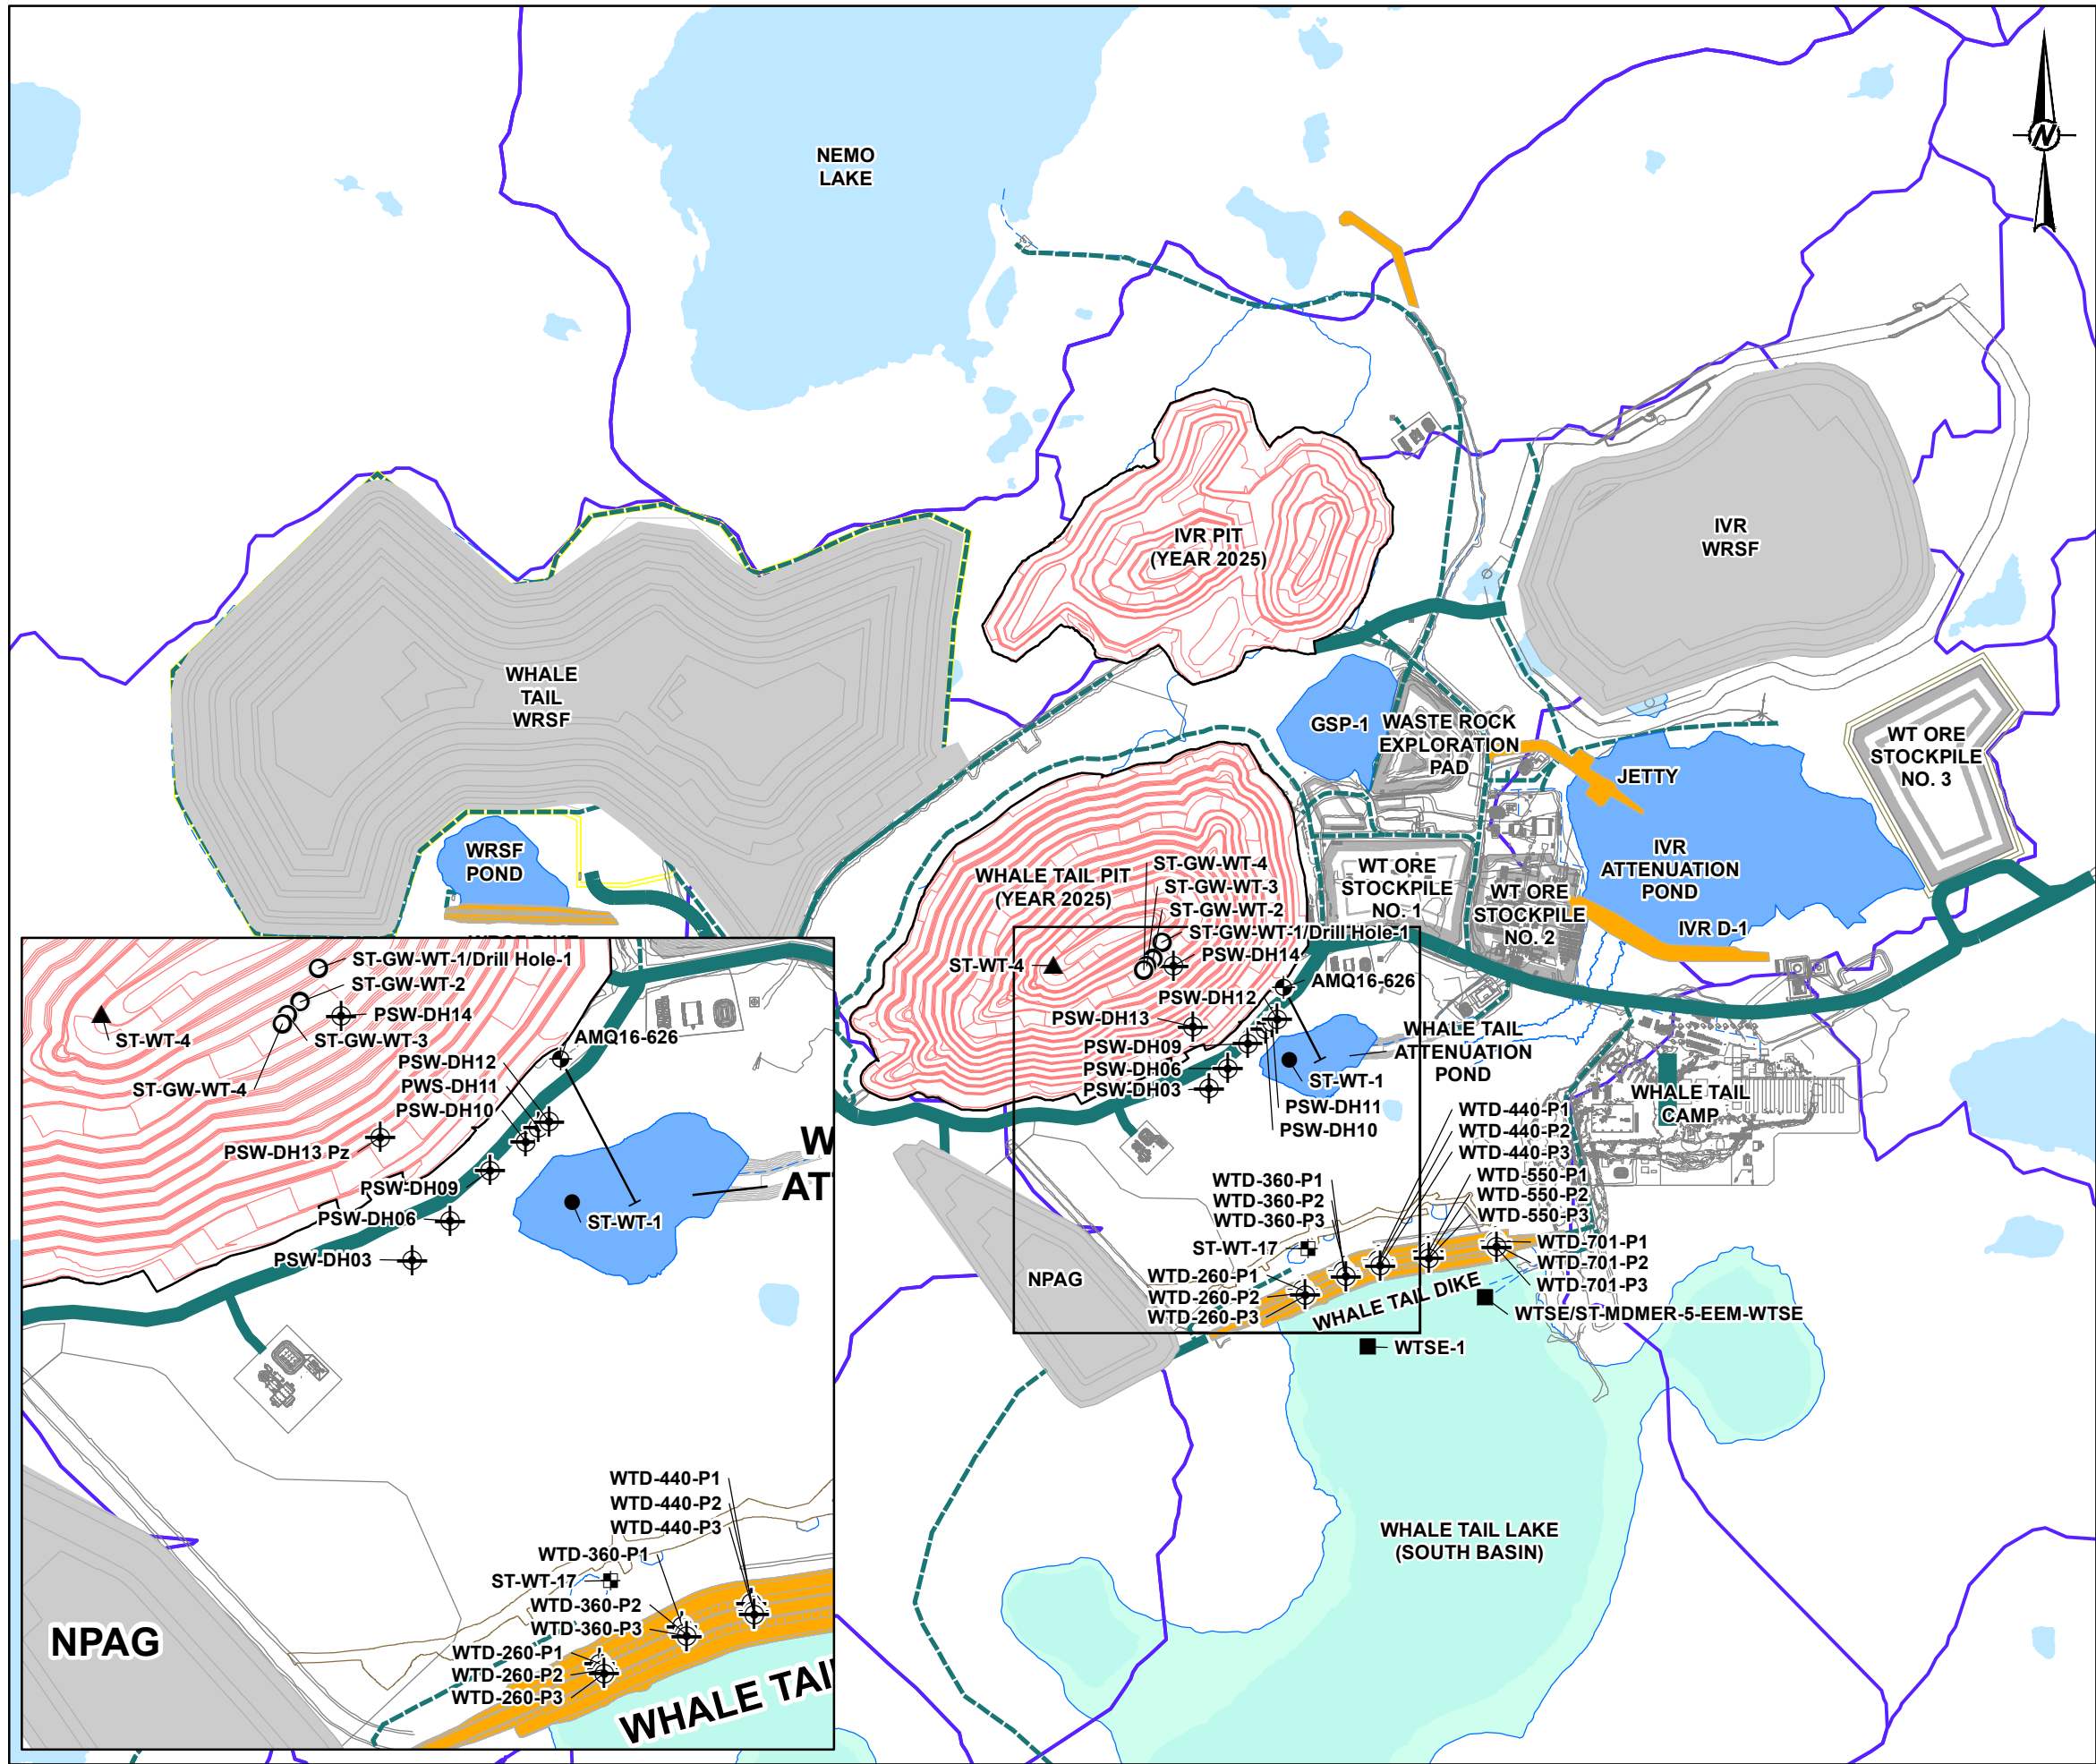 NEMO
LAKE
N
IVR PIT
(YEAR 2025)
IVR
WRSF
WHALE
TAIL
WRSF
GSP-1
WASTE ROCK
EXPLORATION
PAD
JETTY
WT ORE
STOCKPILE
NO. 3
WRSF
POND
WHALE TAIL PIT
(YEAR 2025)
WT ORE
STOCKPILE
NO. 1
WT ORE
STOCKPILE
NO. 2
IVR
ATTENUATION
POND
IVR D-1
ST-GW-WT-4
ST-GW-WT-3
ST-GW-WT-2
ST-GW-WT-1/Drill Hole-1
PSW-DH14
ST-WT-4
AMQ16-626
PSW-DH12
PSW-DH13
PSW-DH09
PSW-DH06
PSW-DH03
WHALE TAIL
ATTENUATION
POND
ST-WT-1
PSW-DH11
PSW-DH10
WHALE TAIL
CAMP
WTD-440-P1
WTD-440-P2
WTD-440-P3
WTD-550-P1
WTD-550-P2
WTD-550-P3
WTD-360-P1
WTD-360-P2
WTD-360-P3
ST-WT-17
WTD-260-P1
WTD-260-P2
WTD-260-P3
WTD-701-P1
WTD-701-P2
WTD-701-P3
WHALE TAIL DIKE
WTSE/ST-MDMER-5-EEM-WTSE
WTSE-1
NPAG
WHALE TAIL LAKE
(SOUTH BASIN)
ST-GW-WT-1/Drill Hole-1
ST-GW-WT-2
PSW-DH14
ST-WT-4
ST-GW-WT-3
AMQ16-626
PSW-DH12
ST-GW-WT-4
PWS-DH11
PSW-DH10
PSW-DH13 Pz
PSW-DH09
PSW-DH06
PSW-DH03
W
AT
ST-WT-1
WTD-440-P1
WTD-440-P2
WTD-440-P3
WTD-360-P1
ST-WT-17
WTD-360-P2
WTD-360-P3
WTD-260-P1
WTD-260-P2
WTD-260-P3
NPAG
WHALE TAI